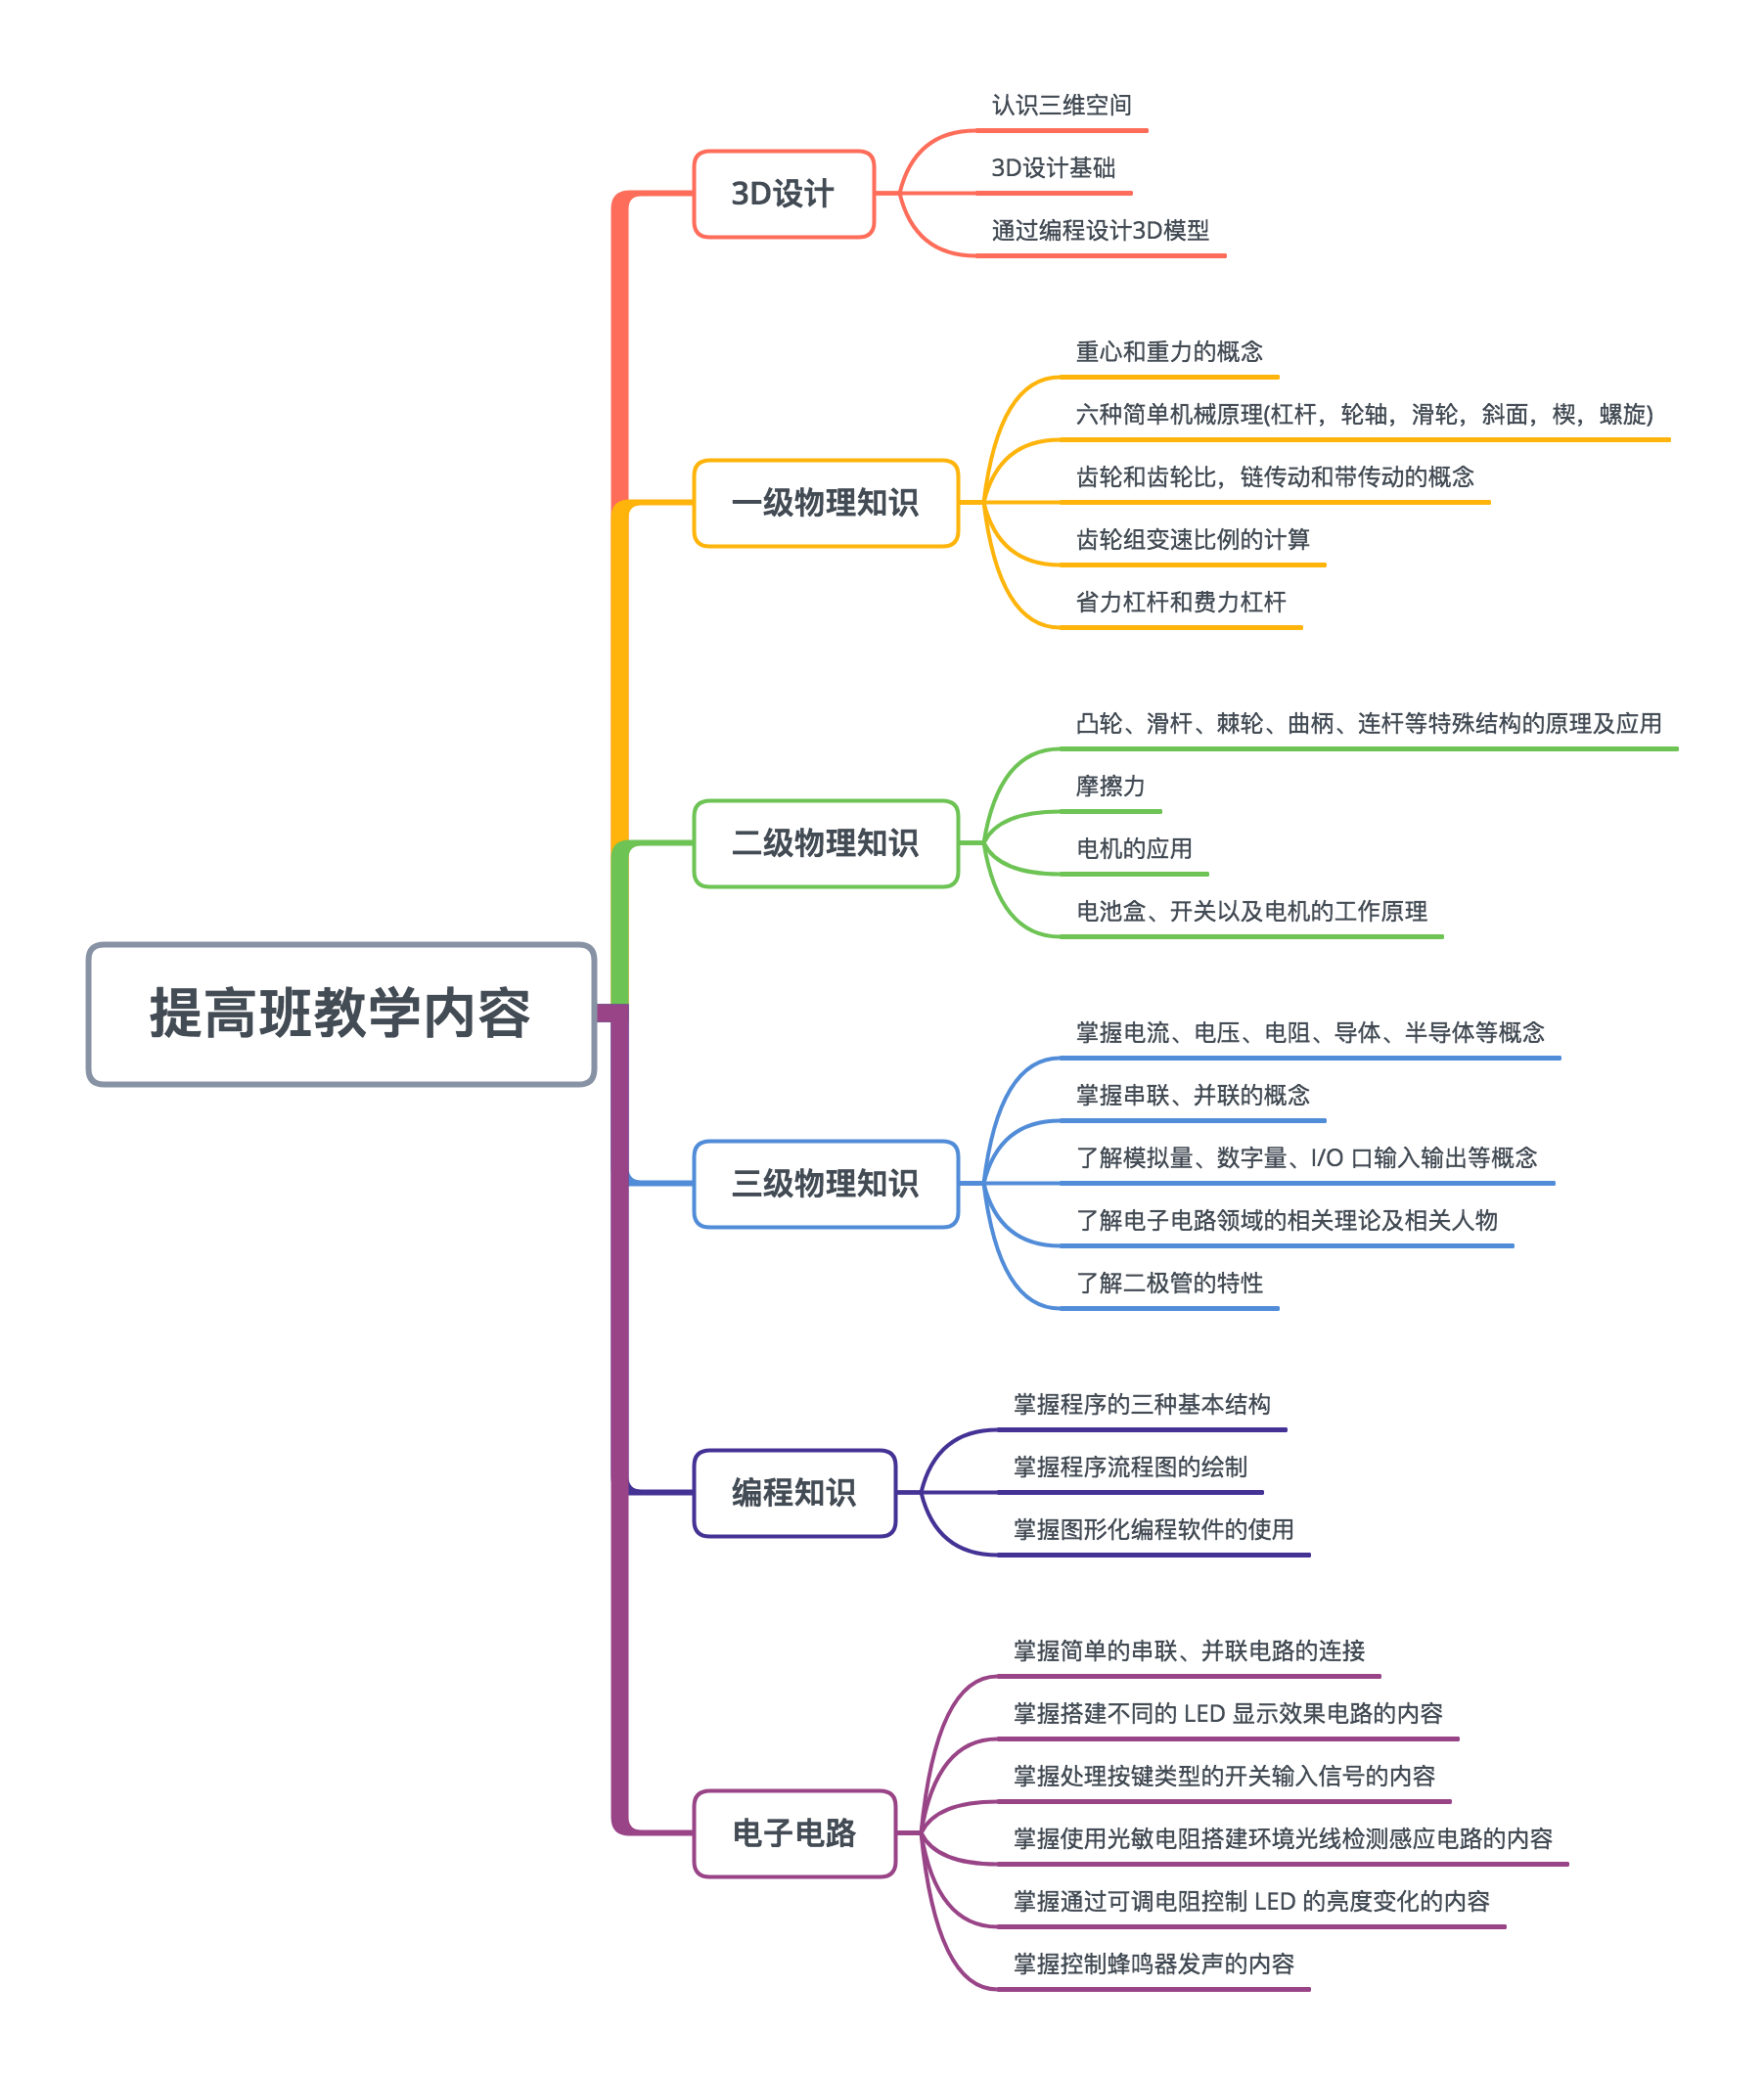 提高班教学内容
3D设计
认识三维空间
3D设计基础
通过编程设计3D模型
一级物理知识
重心和重力的概念
六种简单机械原理(杠杆，轮轴，滑轮，斜面，楔，螺旋)
齿轮和齿轮比，链传动和带传动的概念
齿轮组变速比例的计算
省力杠杆和费力杠杆
二级物理知识
凸轮、滑杆、棘轮、曲柄、连杆等特殊结构的原理及应用
摩擦力
电机的应用
电池盒、开关以及电机的工作原理
三级物理知识
掌握电流、电压、电阻、导体、半导体等概念
掌握串联、并联的概念
了解模拟量、数字量、I/O 口输入输出等概念
了解电子电路领域的相关理论及相关人物
了解二极管的特性
编程知识
掌握程序的三种基本结构
掌握程序流程图的绘制
掌握图形化编程软件的使用
电子电路
掌握简单的串联、并联电路的连接
掌握搭建不同的 LED 显示效果电路的内容
掌握处理按键类型的开关输入信号的内容
掌握使用光敏电阻搭建环境光线检测感应电路的内容
掌握通过可调电阻控制 LED 的亮度变化的内容
掌握控制蜂鸣器发声的内容